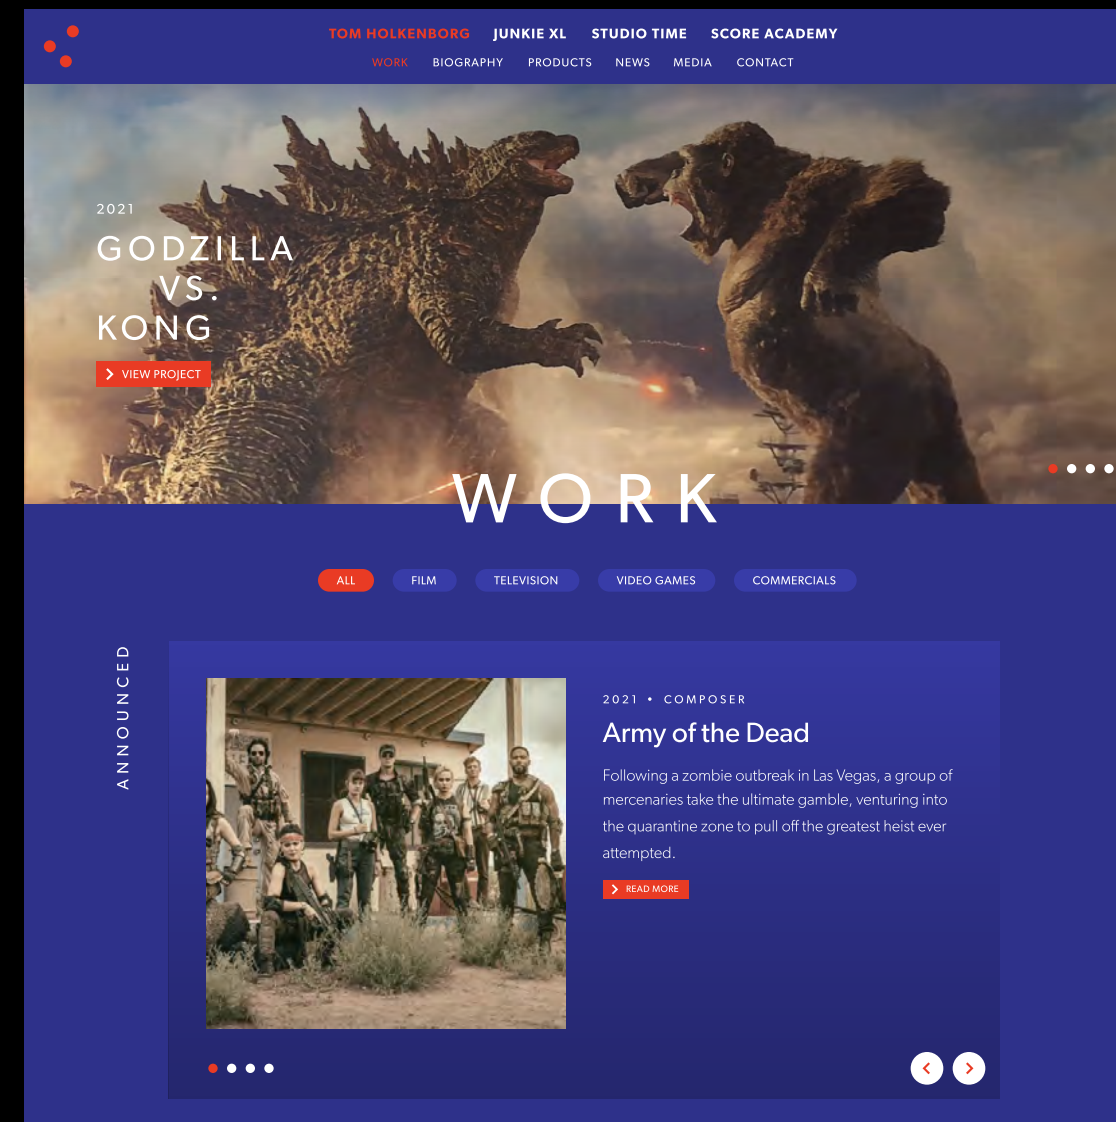 TOM HOLKENBORG JUNKIE XL STUDIO TIME SCORE ACADEMY
WORK BIOGRAPHY PRODUCTS NEWS MEDIA CONTACT
2021
GODZILLA
VS.
KONG
VIEW PROJECT
WORK
ALL FILM TELEVISION VIDEO GAMES COMMERCIALS
ANNOUNCED
2021 • COMPOSER
Army of the Dead
Following a zombie outbreak in Las Vegas, a group of
mercenaries take the ultimate gamble, venturing into
the quarantine zone to pull off the greatest heist ever
attempted.
READ MORE